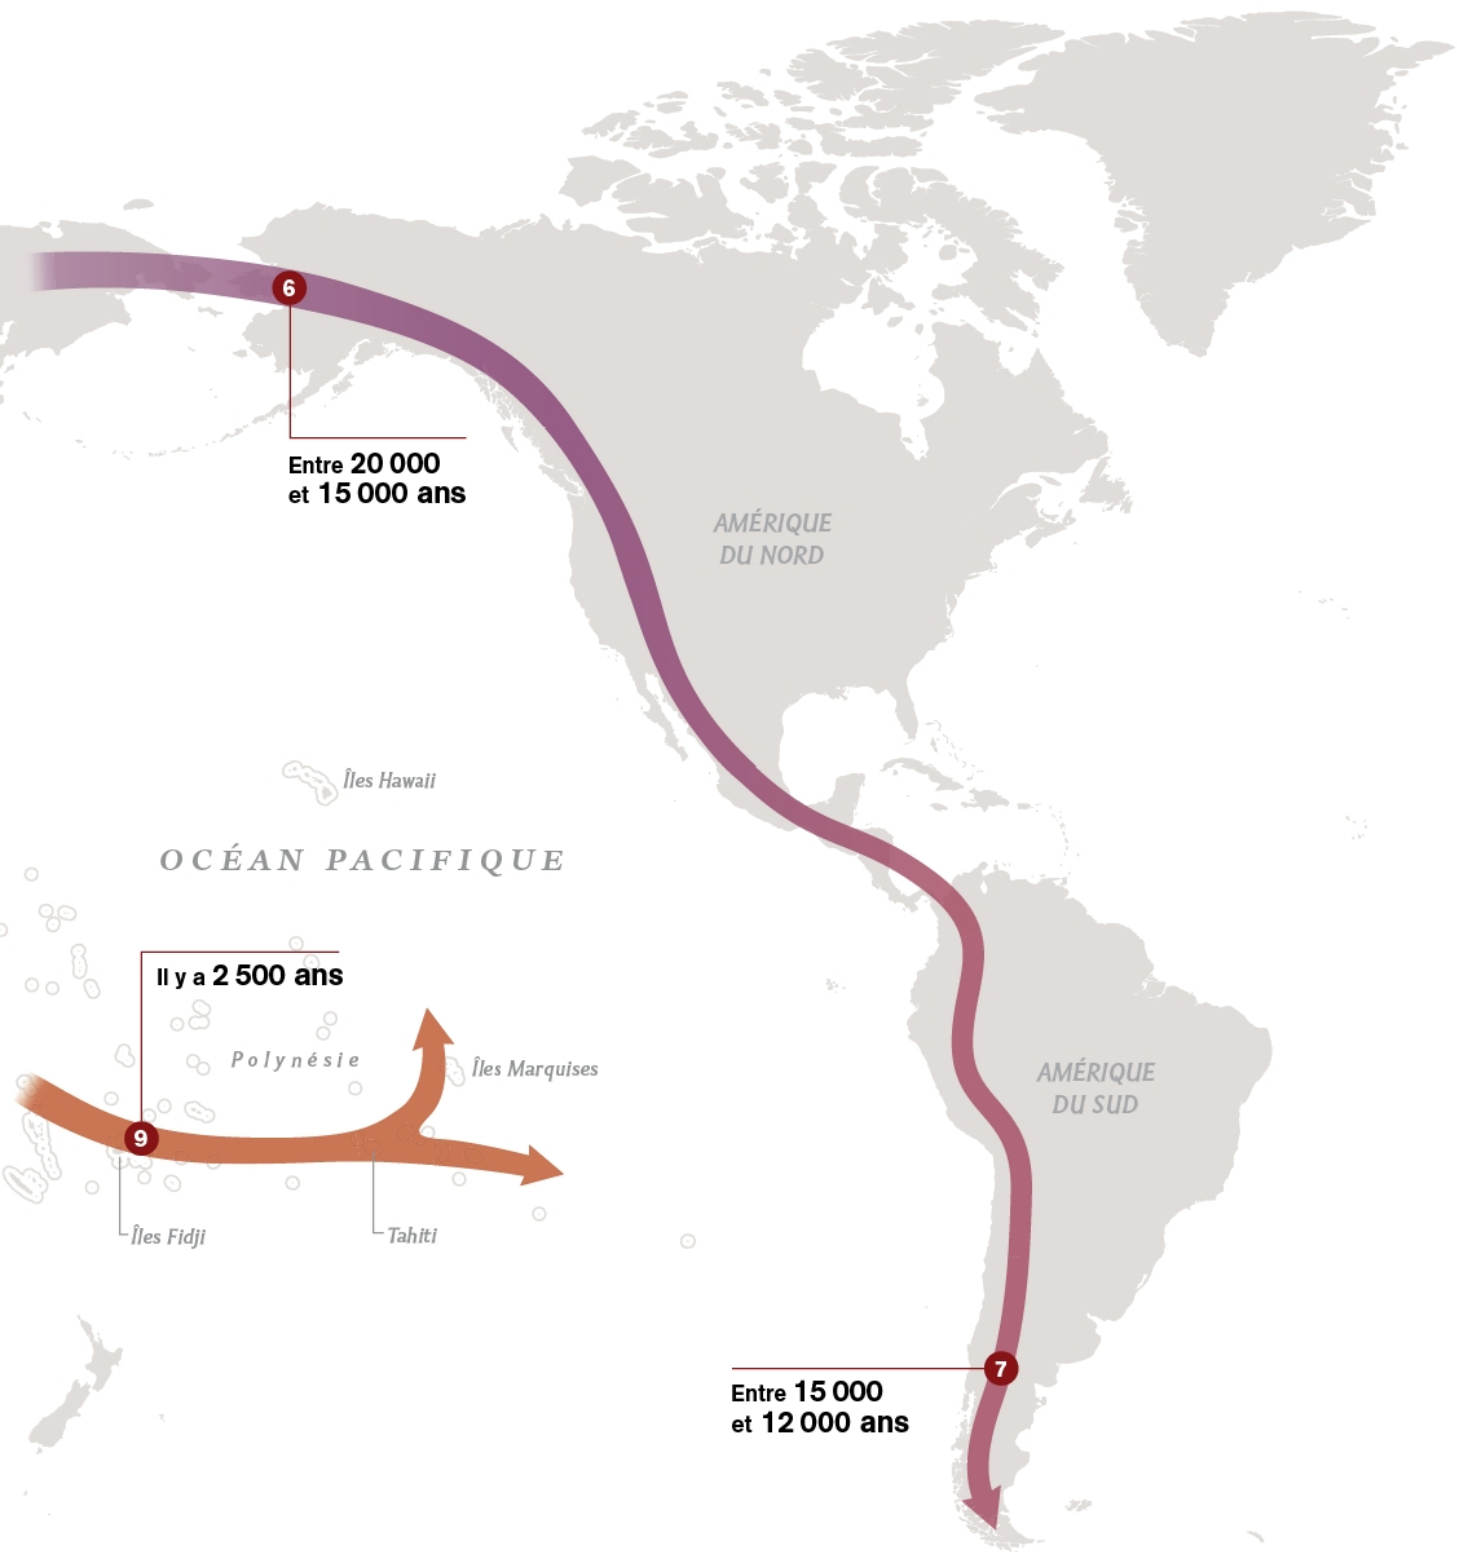 6
Entre 20 000
et 15 000 ans
AMÉRIQUE
DU NORD
Îles Hawaii
OCÉAN PACIFIQUE
Il y a 2 500 ans
Polynésie
Îles Marquises
AMÉRIQUE
DU SUD
9
Îles Fidji
Tahiti
7
Entre 15 000
et 12 000 ans